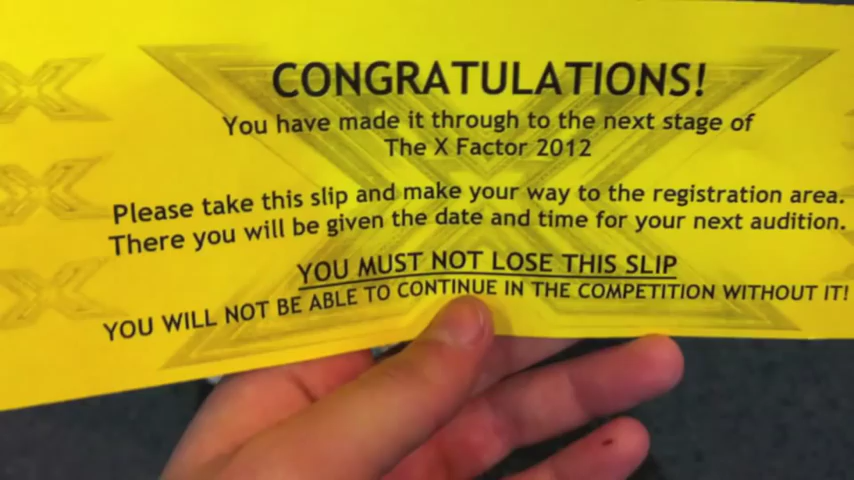 CONGRATULATIONS!
You have made it through to the next stage of
The X Factor 2012
Please take this slip and make your way to the registration area.
There you will be given the date and time for your next audition.
YOU MUST NOT LOSE THIS SLIP
YOU WILL NOT BE ABLE TO CONTINUE IN THE COMPETITION WITHOUT IT!